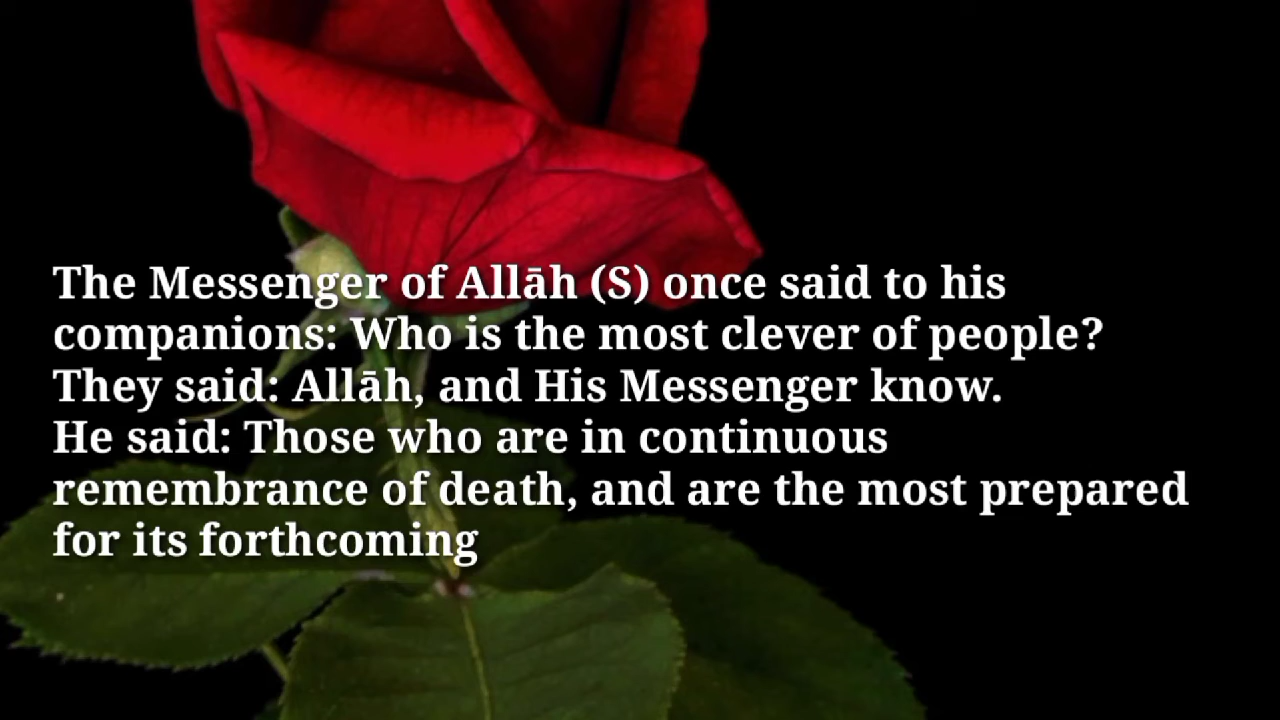 The Messenger of Allāh (S) once said to his
companions: Who is the most clever of people?
They said: Allāh, and His Messenger know.
He said: Those who are in continuous
remembrance of death, and are the most prepared
for its forthcoming